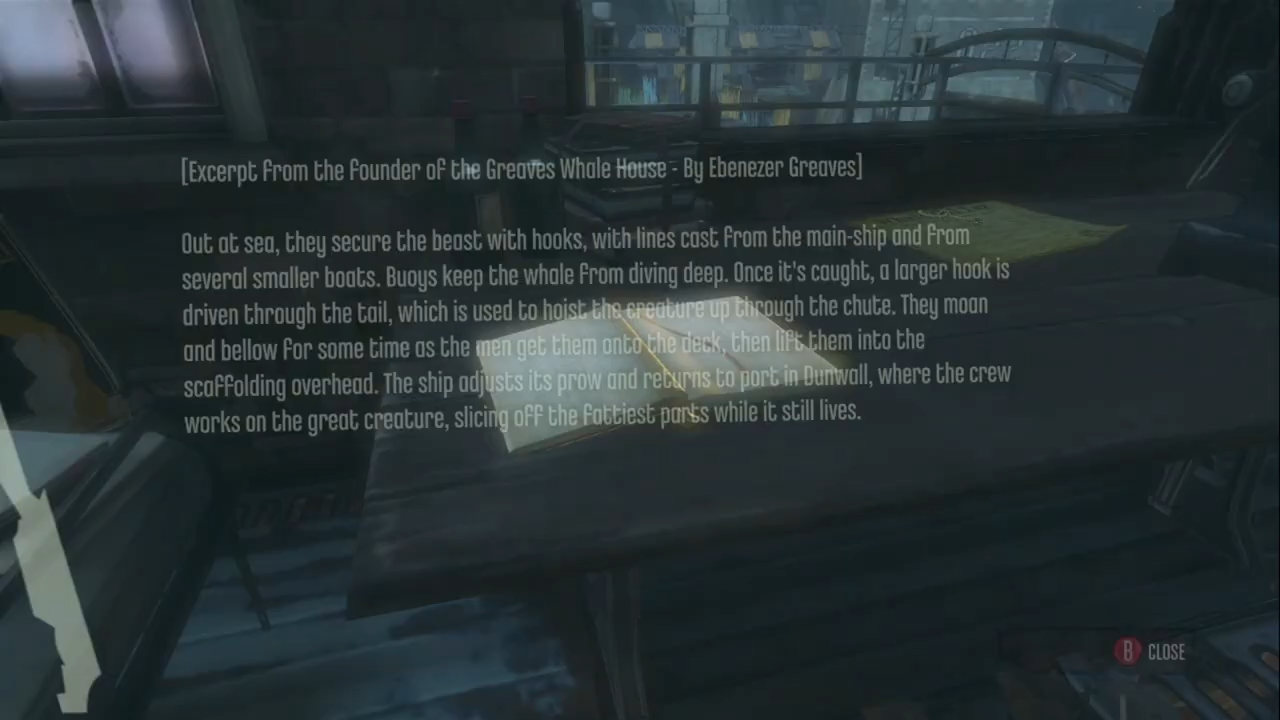 [Excerpt from the founder of the Greaves Whale House - By Ebenezer Greaves]
Out at sea, they secure the beast with hooks, with lines cast from the main-ship and from
several smaller boats. Buoys keep the whale from diving deep. Once it's caught, a larger hook is
driven through the tail, which is used to hoist the creature up through the chute. They moan
and bellow for some time as the men get them onto the deck, then lift them into the
scaffolding overhead. The ship adjusts its prow and returns to port in Dunwall, where the crew
works on the great creature, slicing off the fattiest parts while it still lives.
B CLOSE